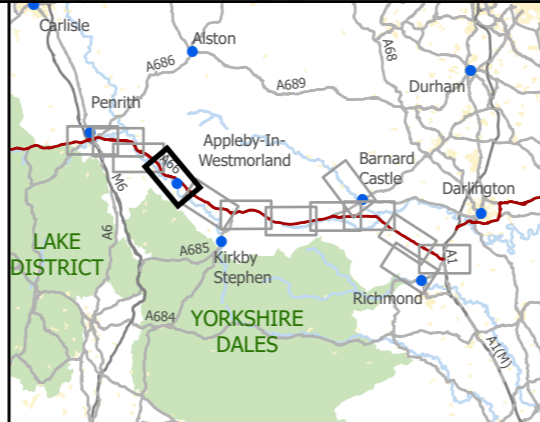 Carlisle
Alston
A686
A68
A689
Durham
Penrith
Appleby-In-
Westmorland
A66
Barnard
Castle
Darlington
M6
A6
LAKE
DISTRICT
A685
Kirkby
Stephen
A1
Richmond
A684
YORKSHIRE
DALES
A1(M)